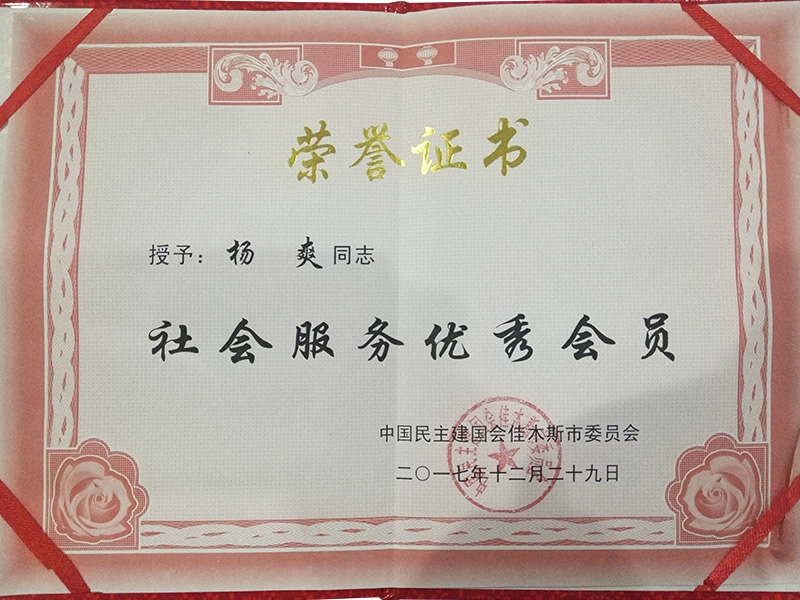 荣誉证书
授予：杨 爽 同志
社会服务优秀会员
中国民主建国会佳木斯市委员会
二〇一七年十二月二十九日